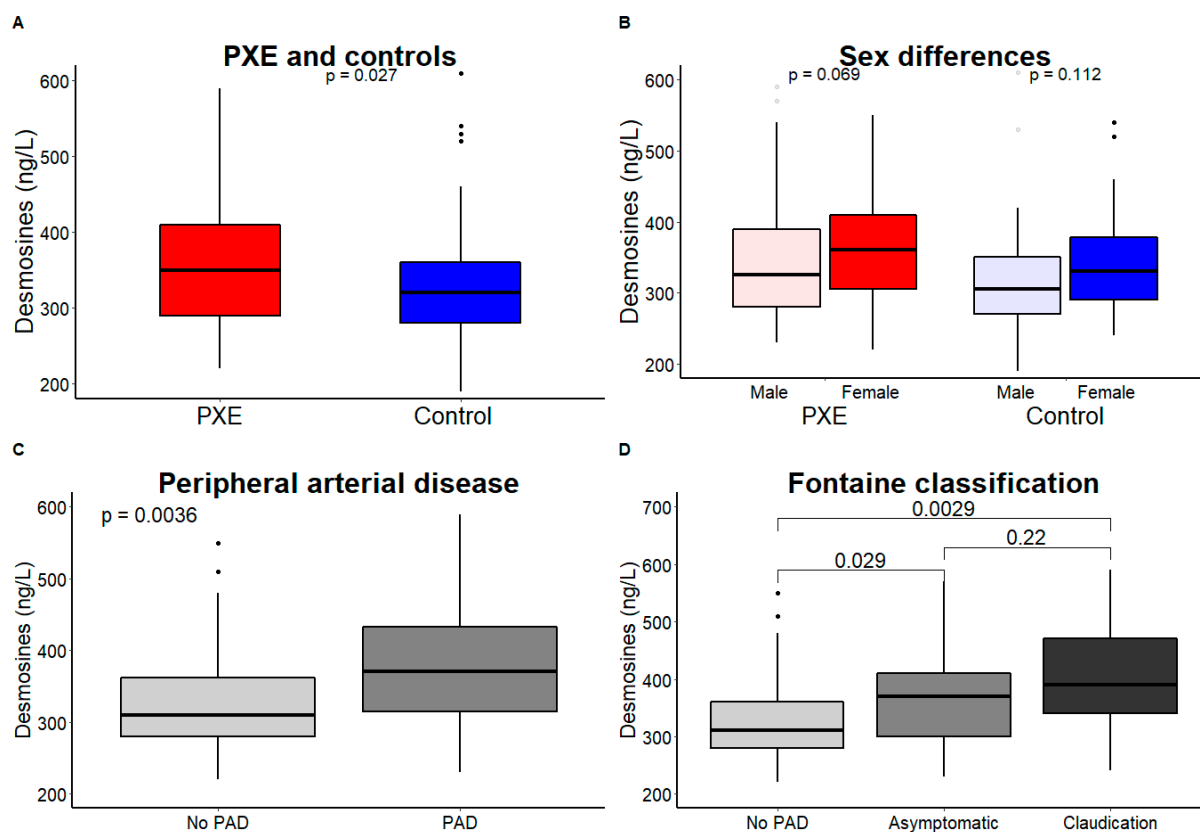 A
PXE and controls
p = 0.027
Desmosines (ng/L)
600
500
400
300
200
PXE
Control
B
Sex differences
p = 0.069
p = 0.112
Desmosines (ng/L)
600
500
400
300
200
Male
Female
Male
Female
PXE
Control
C
Peripheral arterial disease
p = 0.0036
Desmosines (ng/L)
600
500
400
300
200
No PAD
PAD
D
Fontaine classification
0.0029
0.22
0.029
Desmosines (ng/L)
700
600
500
400
300
200
No PAD
Asymptomatic
Claudication